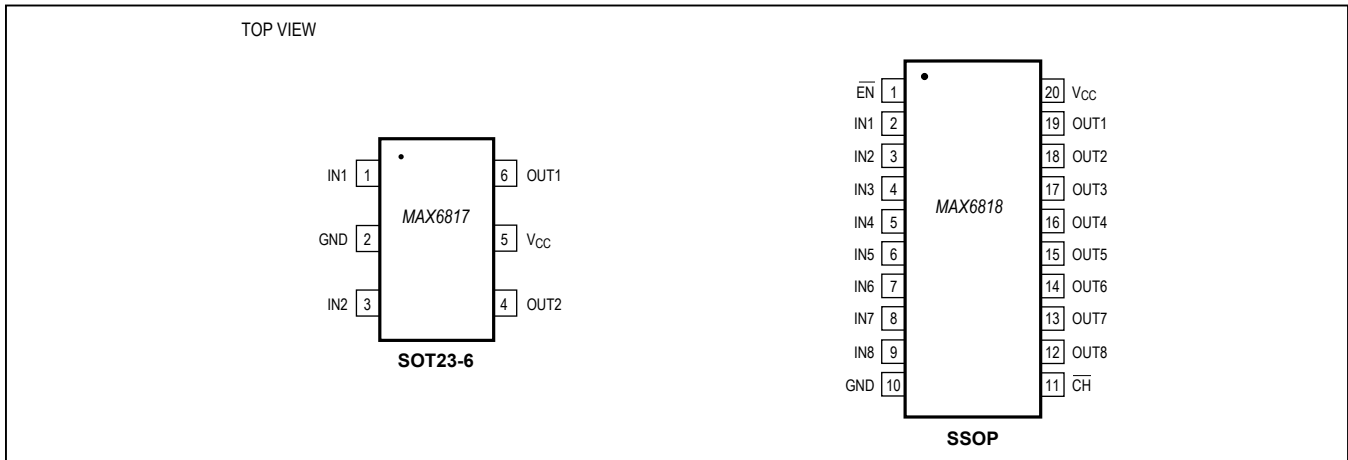 TOP VIEW
IN1 1
GND 2
IN2 3
MAX6817
6 OUT1
5 VCC
4 OUT2
SOT23-6
E̅N̅ 1
IN1 2
IN2 3
IN3 4
IN4 5
IN5 6
IN6 7
IN7 8
IN8 9
GND 10
MAX6818
20 VCC
19 OUT1
18 OUT2
17 OUT3
16 OUT4
15 OUT5
14 OUT6
13 OUT7
12 OUT8
11 C̅H̅
SSOP